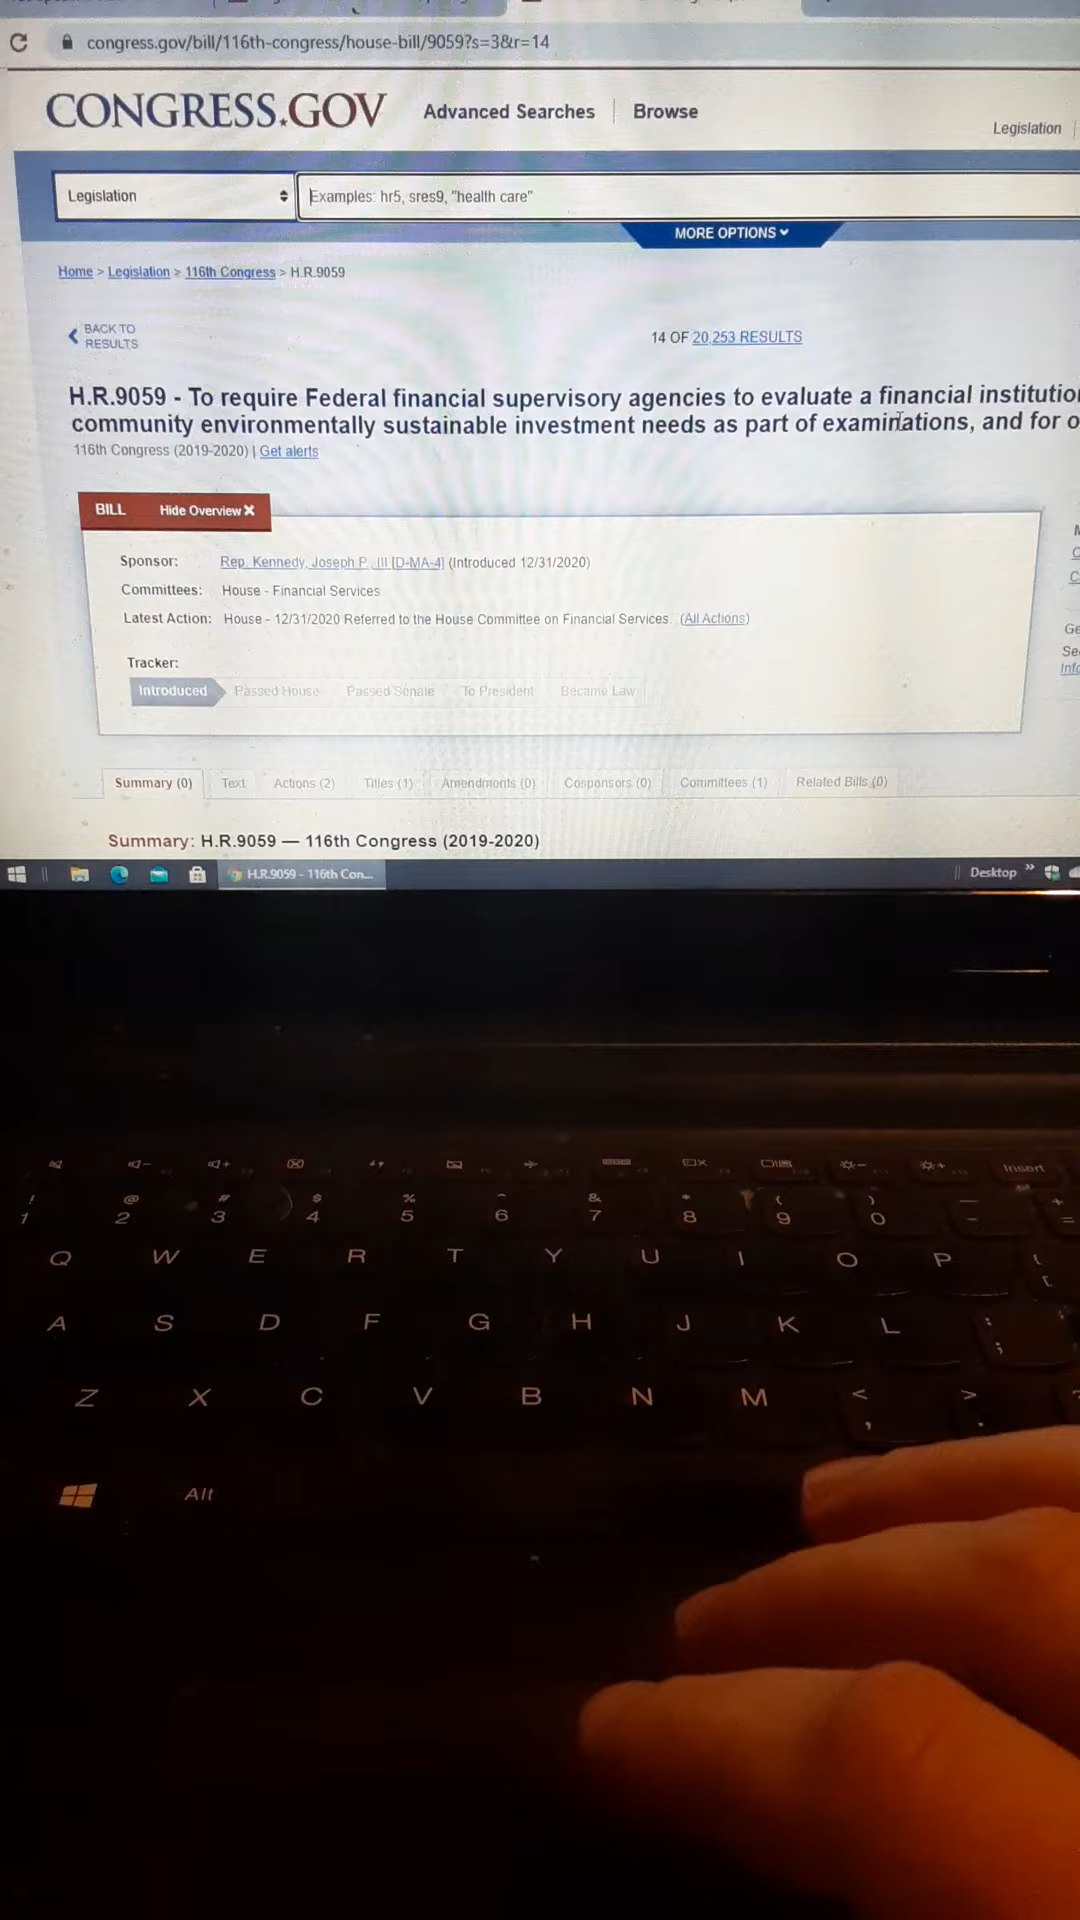 congress.gov/bill/116th-congress/house-bill/9059?s=3&r=14
CONGRESS.GOV Advanced Searches Browse
Legislation
Legislation Examples: hr5, sres9, "health care"
MORE OPTIONS
Home > Legislation > 116th Congress > H.R.9059
BACK TO
RESULTS
14 OF 20,253 RESULTS
H.R.9059 - To require Federal financial supervisory agencies to evaluate a financial institutio
community environmentally sustainable investment needs as part of examinations, and for o
116th Congress (2019-2020) | Get alerts
BILL Hide Overview X
Sponsor: Rep. Kennedy, Joseph P., III [D-MA-4] (Introduced 12/31/2020)
Committees: House - Financial Services
Latest Action: House - 12/31/2020 Referred to the House Committee on Financial Services. (All Actions)
Tracker:
Introduced Passed House Passed Senate To President Became Law
Ge
Se
Info
Summary (0) Text Actions (2) Titles (1) Amendments (0) Cosponsors (0) Committees (1) Related Bills (0)
Summary: H.R.9059 — 116th Congress (2019-2020)
H.R.9059 - 116th Con... Desktop »
Insert
! @ # $ % ^ & * ( ) — +
1 2 3 4 5 6 7 8 9 0 - =
Q W E R T Y U I O P [
A S D F G H J K L : ;
Z X C V B N M < , > .
Alt